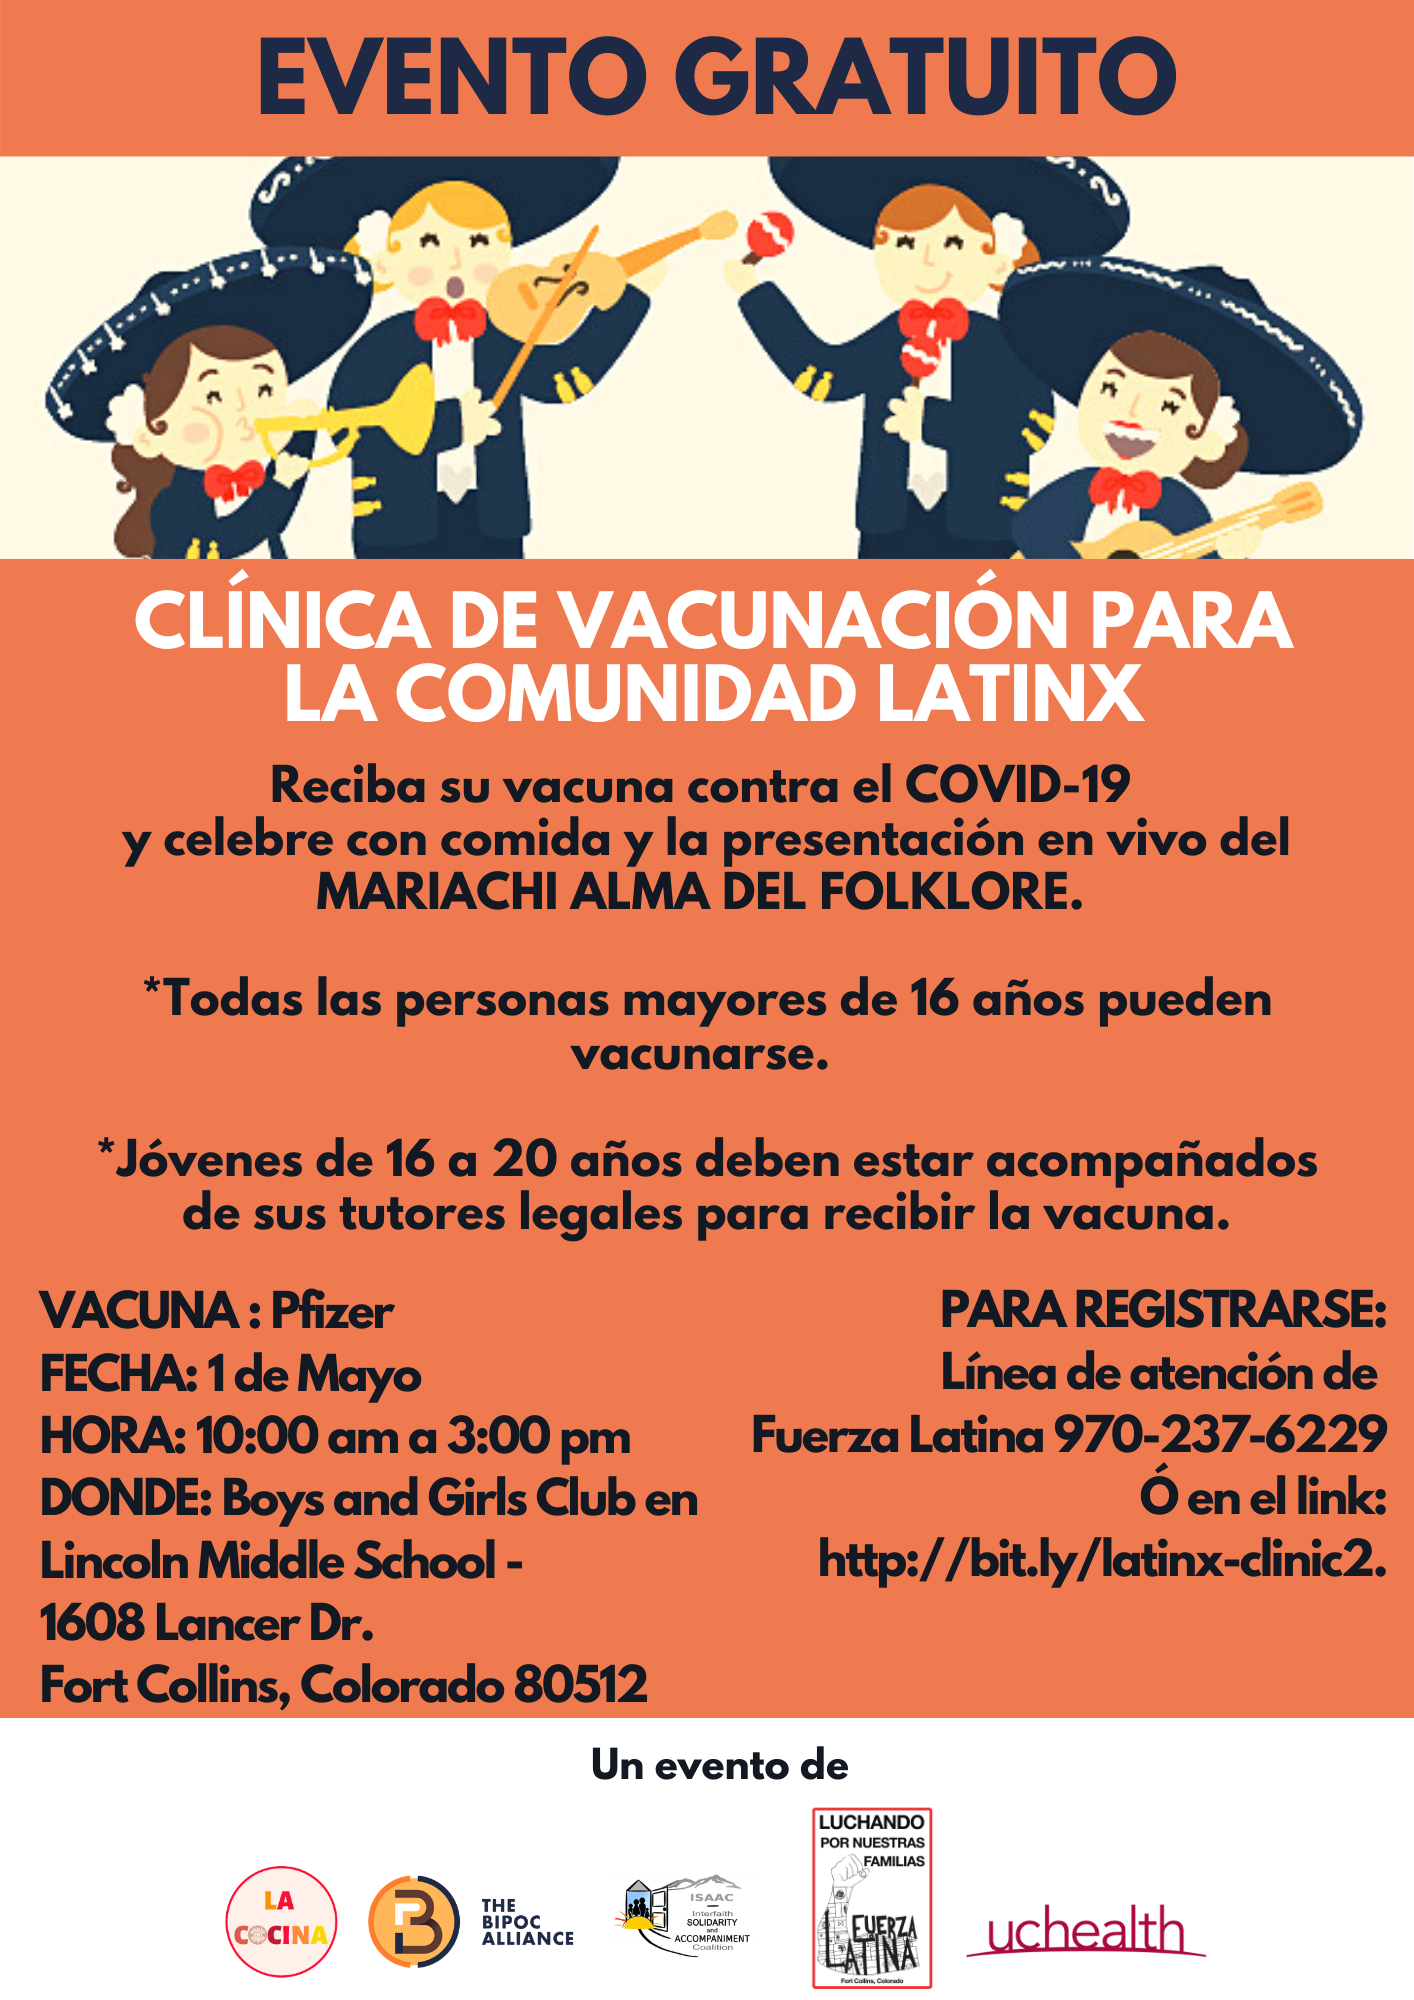 EVENTO GRATUITO
CLÍNICA DE VACUNACIÓN PARA
LA COMUNIDAD LATINX
Reciba su vacuna contra el COVID-19
y celebre con comida y la presentación en vivo del
MARIACHI ALMA DEL FOLKLORE.
*Todas las personas mayores de 16 años pueden
vacunarse.
*Jóvenes de 16 a 20 años deben estar acompañados
de sus tutores legales para recibir la vacuna.
VACUNA : Pfizer
FECHA: 1 de Mayo
HORA: 10:00 am a 3:00 pm
DONDE: Boys and Girls Club en
Lincoln Middle School -
1608 Lancer Dr.
Fort Collins, Colorado 80512
PARA REGISTRARSE:
Línea de atención de
Fuerza Latina 970-237-6229
Ó en el link:
http://bit.ly/latinx-clinic2.
Un evento de
LA
COCINA
B
THE
BIPOC
ALLIANCE
ISAAC
Interfaith
SOLIDARITY
and
ACCOMPANIMENT
Coalition
LUCHANDO
POR NUESTRAS
FAMILIAS
FUERZA
LATINA
Fort Collins, Colorado
uchealth